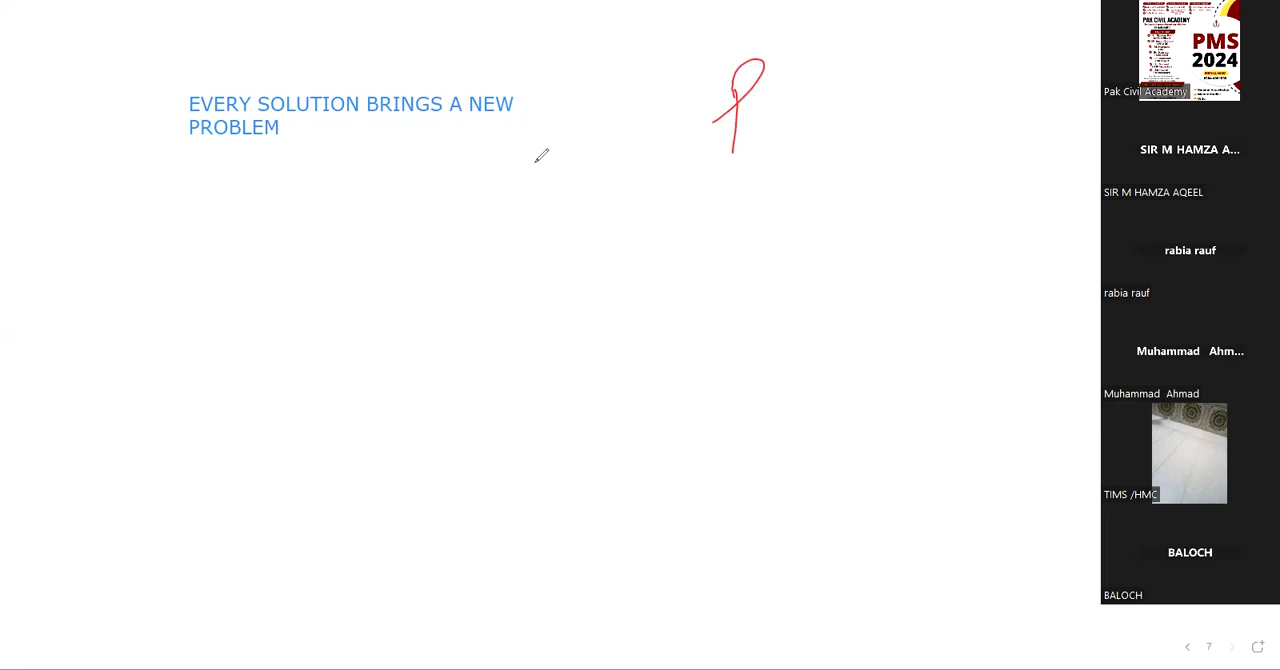 EVERY SOLUTION BRINGS A NEW
PROBLEM
PAK CIVIL ACADEMY
PMS
2024
Pak Civil Academy
SIR M HAMZA A...
SIR M HAMZA AQEEL
rabia rauf
rabia rauf
Muhammad Ahm...
Muhammad Ahmad
TIMS /HMC
BALOCH
BALOCH
7